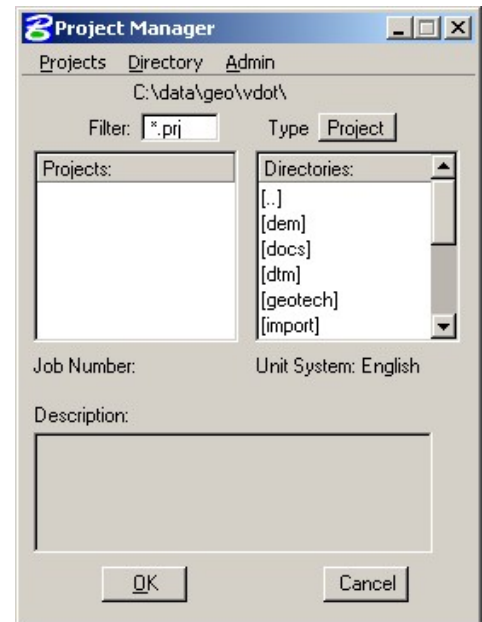 Project Manager
Projects Directory Admin
C:\data\geo\vdot\
Filter: *.prj Type Project
Projects:
Directories:
[..]
[dem]
[docs]
[dtm]
[geotech]
[import]
Job Number: Unit System: English
Description:
OK Cancel